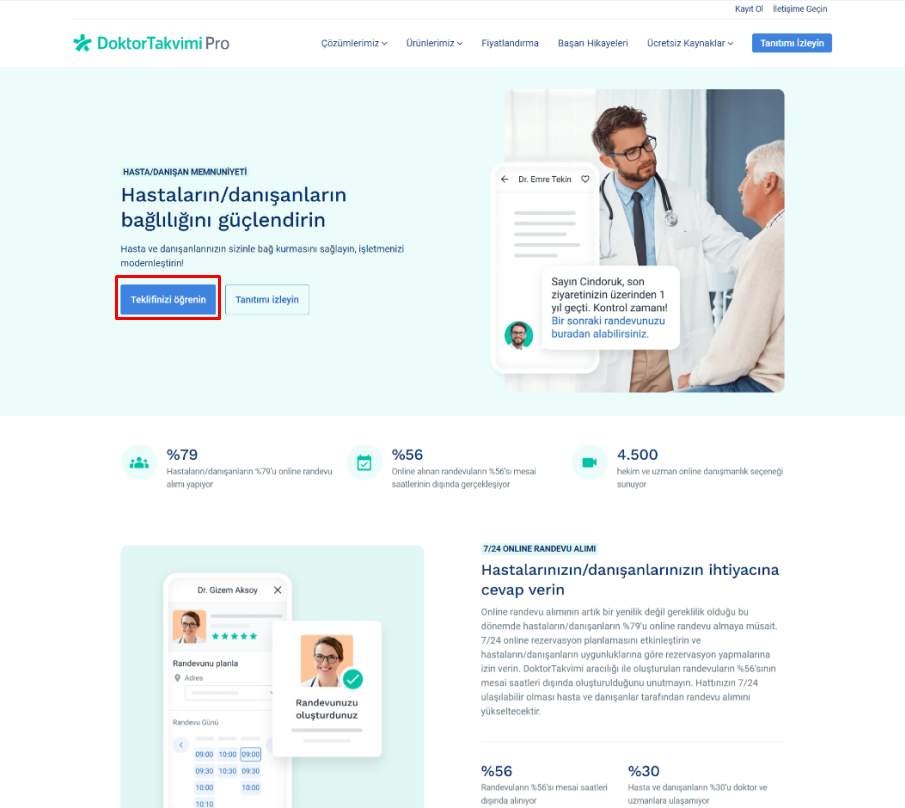 Kayıt Ol İletişime Geçin
DoktorTakvimi Pro
Çözümlerimiz Ürünlerimiz Fiyatlandırma Başarı Hikayeleri Ücretsiz Kaynaklar Tanıtımı İzleyin
HASTA/DANIŞAN MEMNUNİYETİ
Hastaların/danışanların
bağlılığını güçlendirin
Hasta ve danışanlarınızın sizinle bağ kurmasını sağlayın, işletmenizi
modernleştirin!
Teklifinizi öğrenin Tanıtımı izleyin
Dr. Emre Tekin
Sayın Cindoruk, son
ziyaretinizin üzerinden 1
yıl geçti. Kontrol zamanı!
Bir sonraki randevunuzu
buradan alabilirsiniz.
%79
Hastaların/danışanların %79'u online randevu
alımı yapıyor
%56
Online alınan randevuların %56'sı mesai
saatlerinin dışında gerçekleşiyor
4.500
hekim ve uzman online danışmanlık seçeneği
sunuyor
Dr. Gizem Aksoy
Randevunu planla
Adres
Randevu Günü
09:00 10:00 09:00
09:30 10:30 09:30
10:00 10:00
10:10
Randevunuzu
oluşturdunuz
7/24 ONLINE RANDEVU ALIMI
Hastalarınızın/danışanlarınızın ihtiyacına
cevap verin
Online randevu alımının artık bir yenilik değil gereklilik olduğu bu
dönemde hastaların/danışanların %79'u online randevu almaya müsait.
7/24 online rezervasyon planlamasını etkinleştirin ve
hastaların/danışanların uygunluklarına göre rezervasyon yapmalarına
izin verin. DoktorTakvimi aracılığı ile oluşturulan randevuların %56'sının
mesai saatleri dışında oluşturulduğunu unutmayın. Hattınızın 7/24
ulaşılabilir olması hasta ve danışanlar tarafından randevu alımını
yükseltecektir.
%56
Randevuların %56'sı mesai saatleri
dışında alınıyor
%30
Hasta ve danışanların %30'u doktor ve
uzmanlara ulaşamıyor